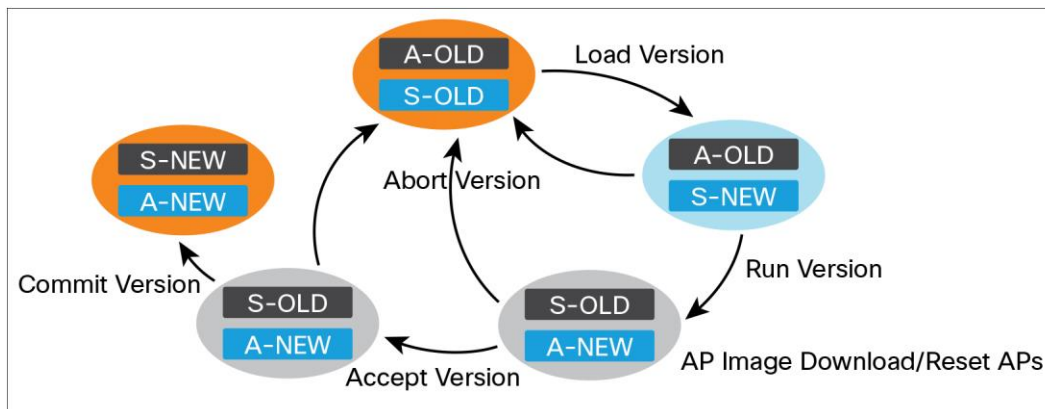 A-OLD
S-OLD
Load Version
S-NEW
A-NEW
Abort Version
A-OLD
S-NEW
Commit Version
S-OLD
A-NEW
Accept Version
S-OLD
A-NEW
Run Version
AP Image Download/Reset APs